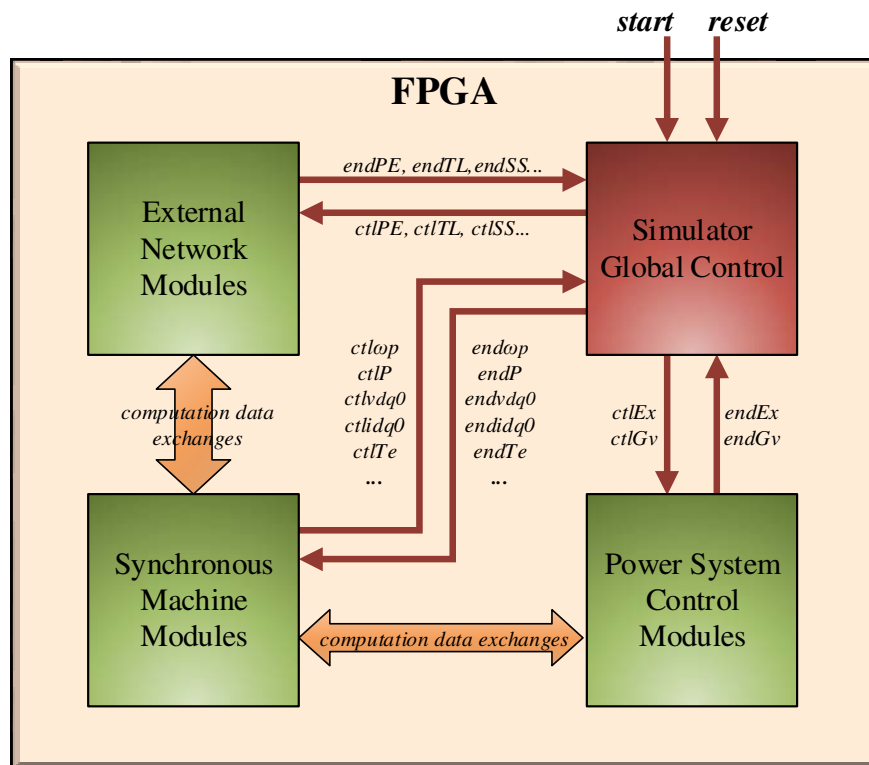 start reset
FPGA
External
Network
Modules
endPE, endTL,endSS...
ctlPE, ctlTL, ctlSS...
Simulator
Global Control
ctlωp
ctlP
ctlvdq0
ctlidq0
ctlTe
...
endωp
endP
endvdq0
endidq0
endTe
...
ctlEx
ctlGv
endEx
endGv
computation data
exchanges
Synchronous
Machine
Modules
computation data exchanges
Power System
Control
Modules